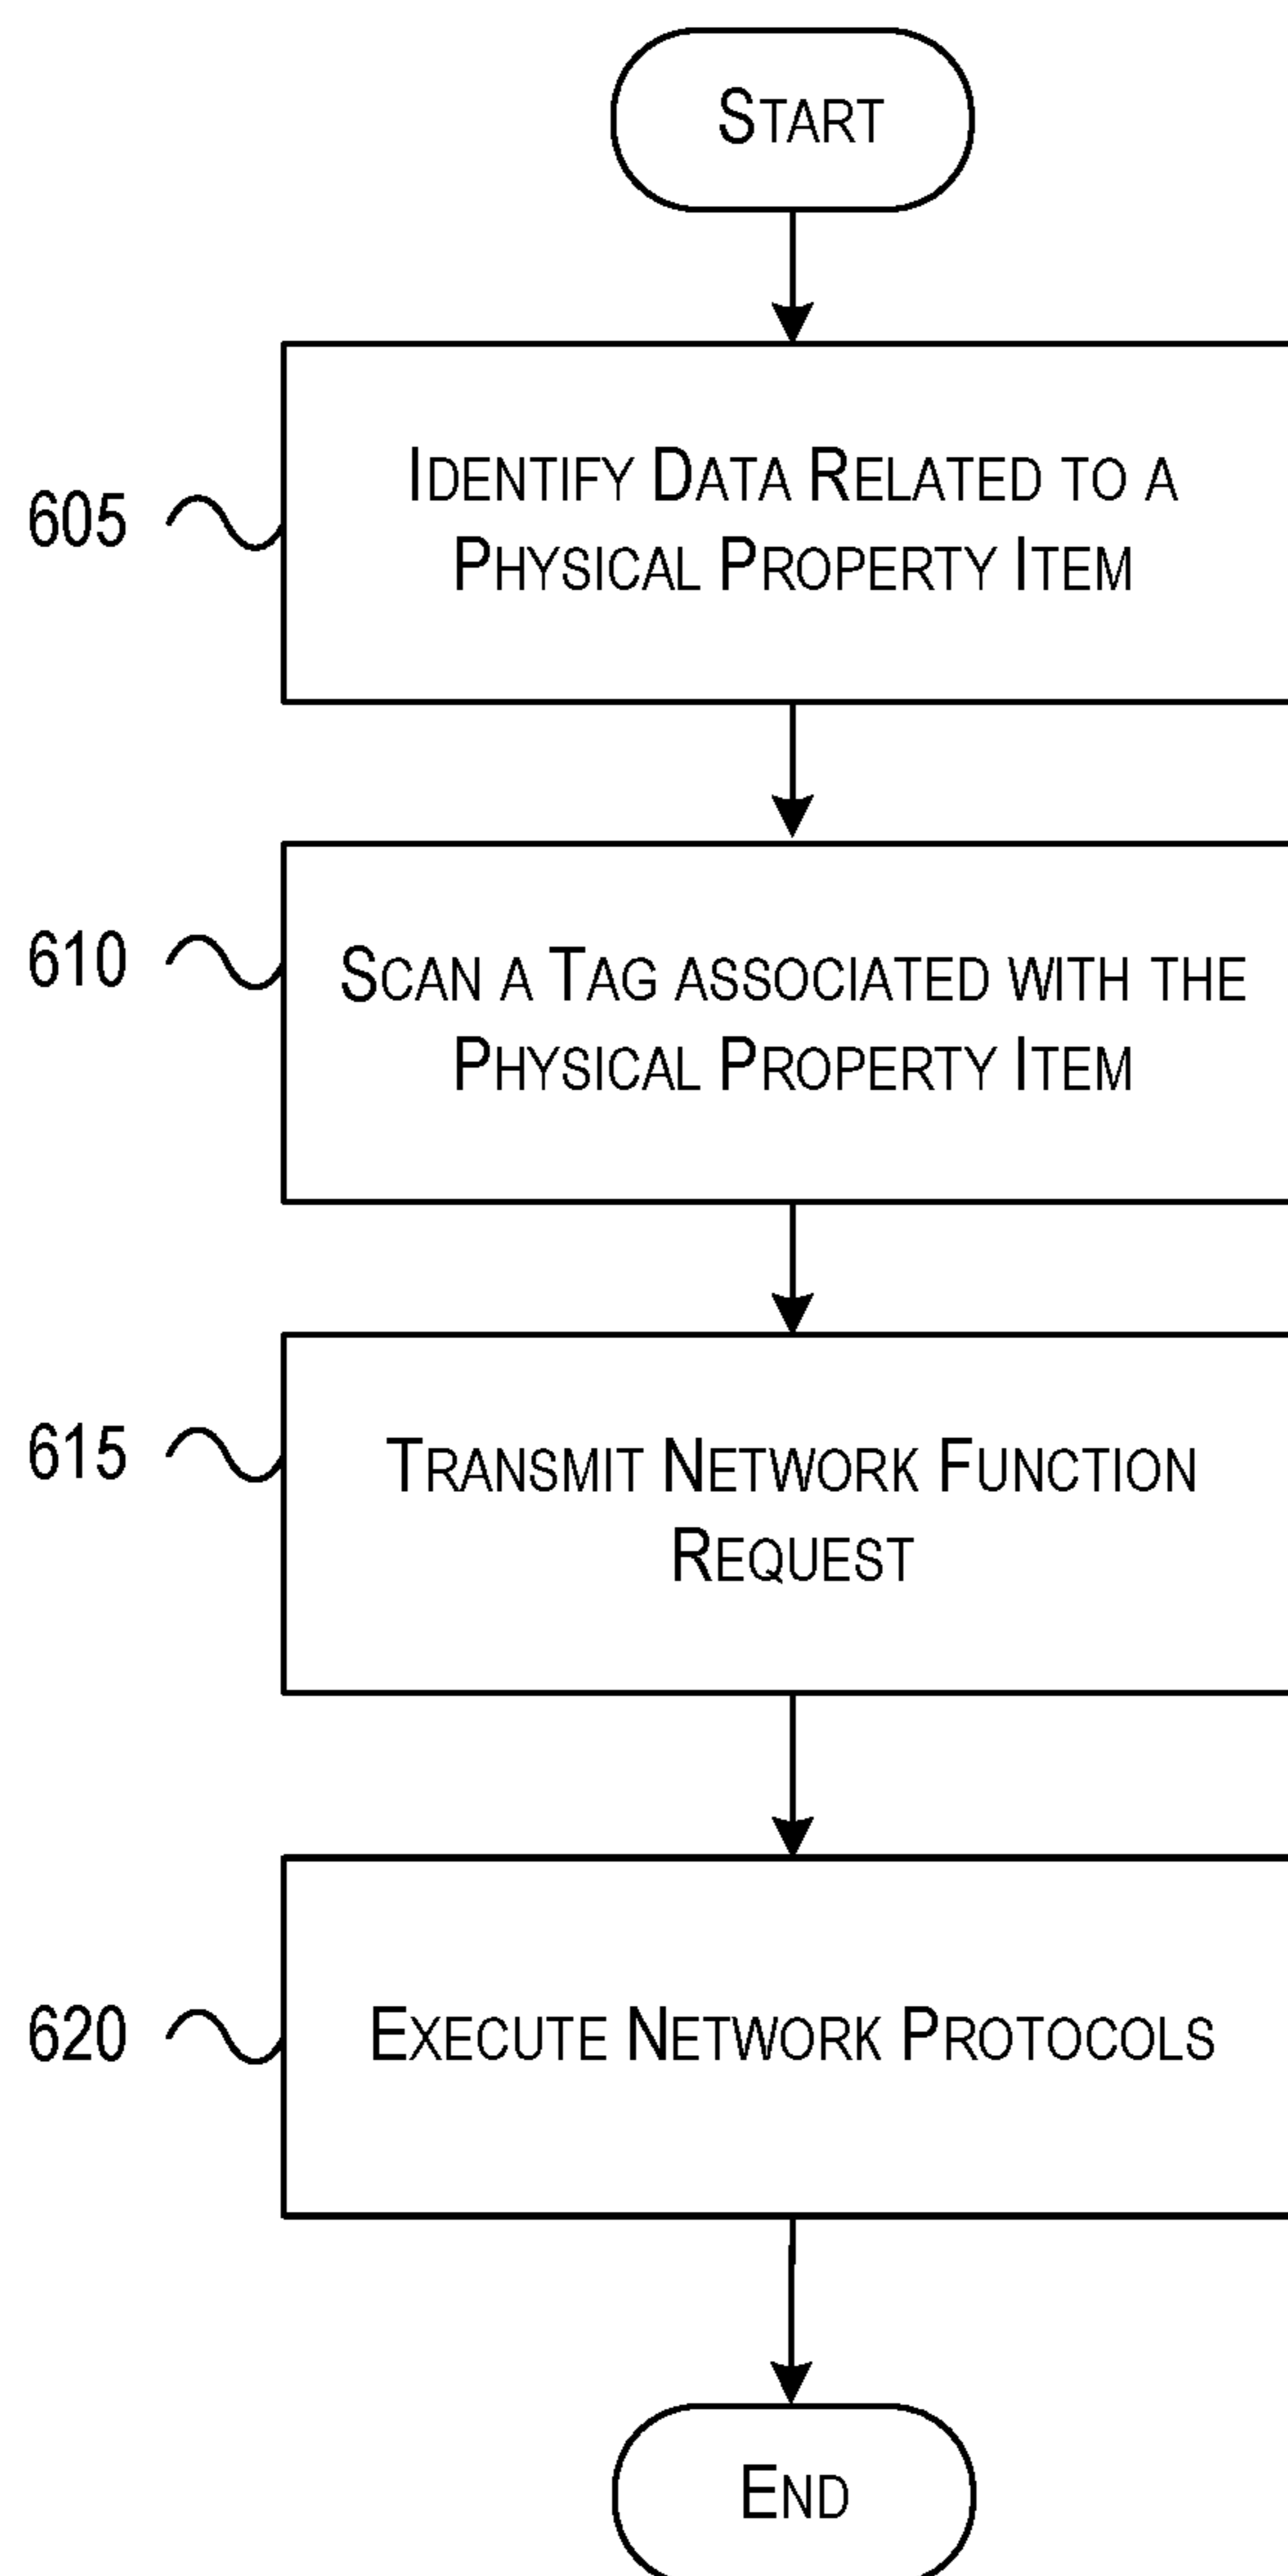 START
605
IDENTIFY DATA RELATED TO A
PHYSICAL PROPERTY ITEM
610
SCAN A TAG ASSOCIATED WITH THE
PHYSICAL PROPERTY ITEM
615
TRANSMIT NETWORK FUNCTION
REQUEST
620
EXECUTE NETWORK PROTOCOLS
END